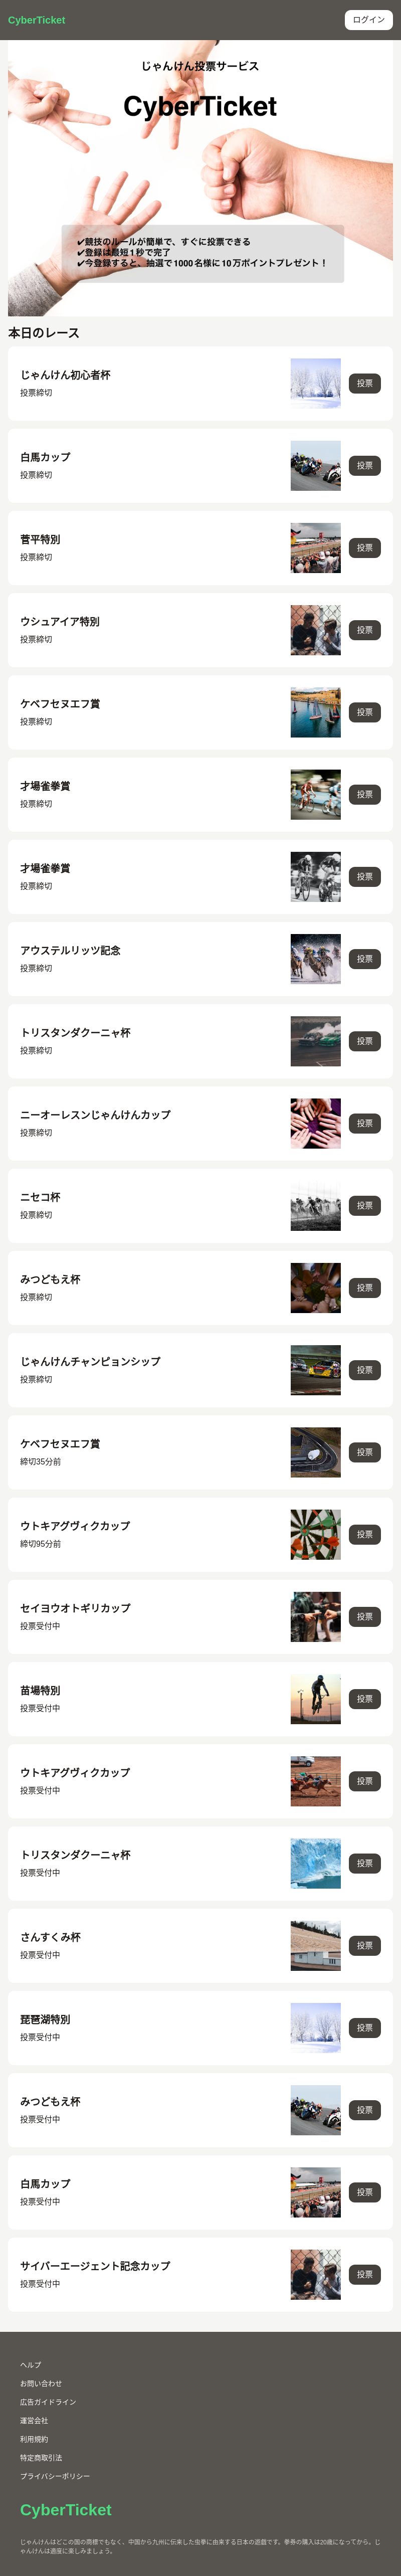 CyberTicket
ログイン
じゃんけん投票サービス
CyberTicket
✔競技のルールが簡単で、すぐに投票できる
✔登録は最短1秒で完了
✔今登録すると、抽選で1000名様に10万ポイントプレゼント！
本日のレース
じゃんけん初心者杯
投票締切
投票
白馬カップ
投票締切
投票
菅平特別
投票締切
投票
ウシュアイア特別
投票締切
投票
ケベフセヌエフ賞
投票締切
投票
才場雀拳賞
投票締切
投票
才場雀拳賞
投票締切
投票
アウステルリッツ記念
投票締切
投票
トリスタンダクーニャ杯
投票締切
投票
ニーオーレスンじゃんけんカップ
投票締切
投票
ニセコ杯
投票締切
投票
みつどもえ杯
投票締切
投票
じゃんけんチャンピョンシップ
投票締切
投票
ケベフセヌエフ賞
締切35分前
投票
ウトキアグヴィクカップ
締切95分前
投票
セイヨウオトギリカップ
投票受付中
投票
苗場特別
投票受付中
投票
ウトキアグヴィクカップ
投票受付中
投票
トリスタンダクーニャ杯
投票受付中
投票
さんすくみ杯
投票受付中
投票
琵琶湖特別
投票受付中
投票
みつどもえ杯
投票受付中
投票
白馬カップ
投票受付中
投票
サイバーエージェント記念カップ
投票受付中
投票
ヘルプ
お問い合わせ
広告ガイドライン
運営会社
利用規約
特定商取引法
プライバシーポリシー
CyberTicket
じゃんけんはどこの国の商標でもなく、中国から九州に伝来した虫拳に由来する日本の遊戯です。拳券の購入は20歳になってから。じ
ゃんけんは適度に楽しみましょう。